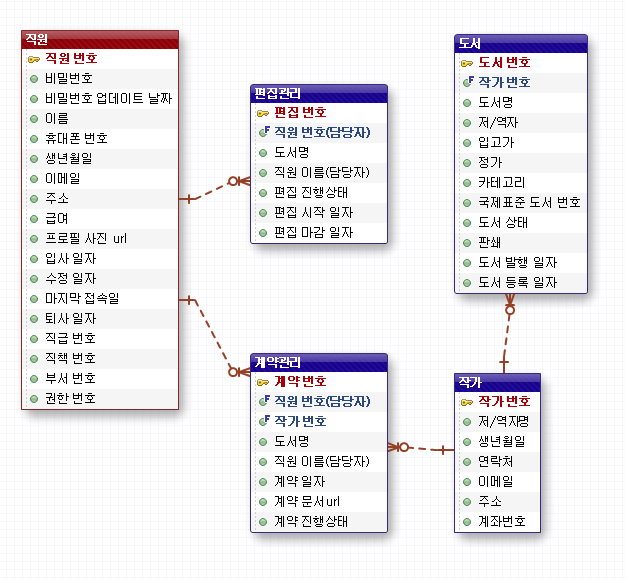 직원
직원 번호
비밀번호
비밀번호 업데이트 날짜
이름
휴대폰 번호
생년월일
이메일
주소
급여
프로필 사진 url
입사 일자
수정 일자
마지막 접속일
퇴사 일자
직급 번호
직책 번호
부서 번호
권한 번호
편집관리
편집 번호
직원 번호(담당자)
도서명
직원 이름(담당자)
편집 진행상태
편집 시작 일자
편집 마감 일자
도서
도서 번호
작가 번호
도서명
저/역자
입고가
정가
카테고리
국제표준 도서 번호
도서 상태
판쇄
도서 발행 일자
도서 등록 일자
계약관리
계약 번호
직원 번호(담당자)
작가 번호
도서명
직원 이름(담당자)
계약 일자
계약 문서url
계약 진행상태
작가
작가 번호
저/역자명
생년월일
연락처
이메일
주소
계좌번호